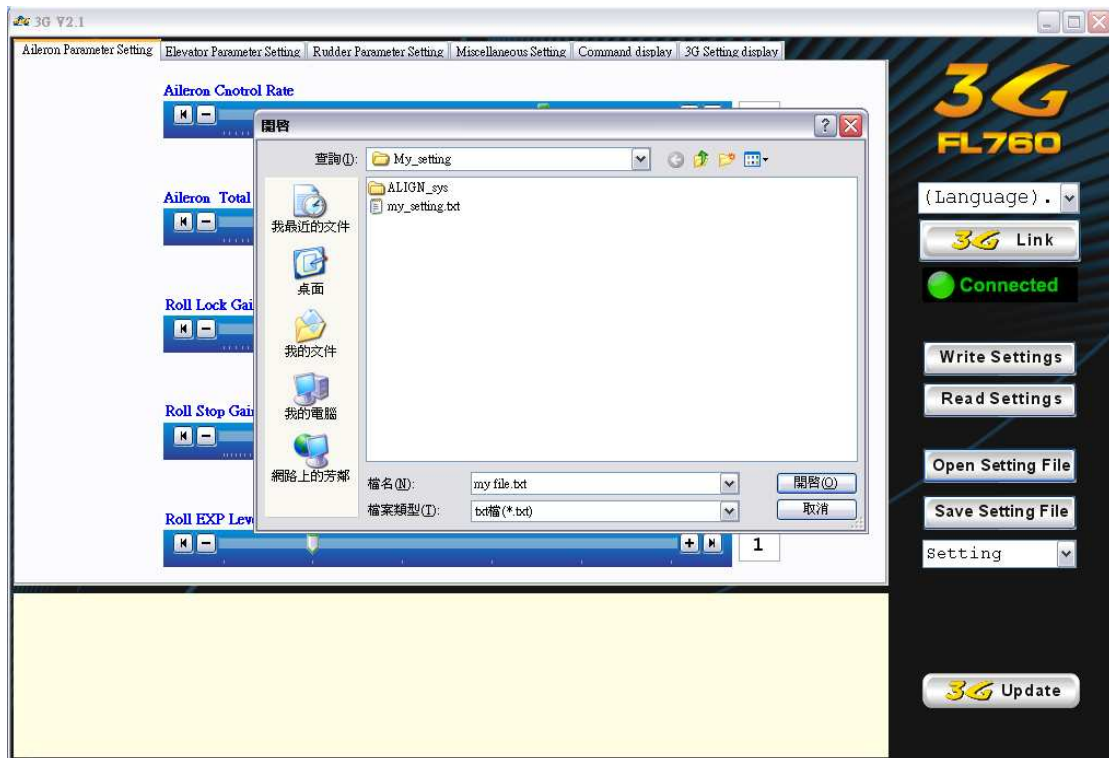 3G V2.1
Aileron Parameter Setting Elevator Parameter Setting Rudder Parameter Setting Miscellaneous Setting Command display 3G Setting display
Aileron Cnotrol Rate
開啓
查詢(I): My_setting
ALIGN_sys
my_setting.txt
我最近的文件
桌面
我的文件
我的電腦
網路上的芳鄰
檔名(N): my file.txt 開啓(O)
檔案類型(T): txt檔(*.txt) 取消
Aileron Total
Roll Lock Gai
Roll Stop Gai
Roll EXP Lev
1
3G
FL760
(Language).
3G Link
Connected
Write Settings
Read Settings
Open Setting File
Save Setting File
Setting
3G Update